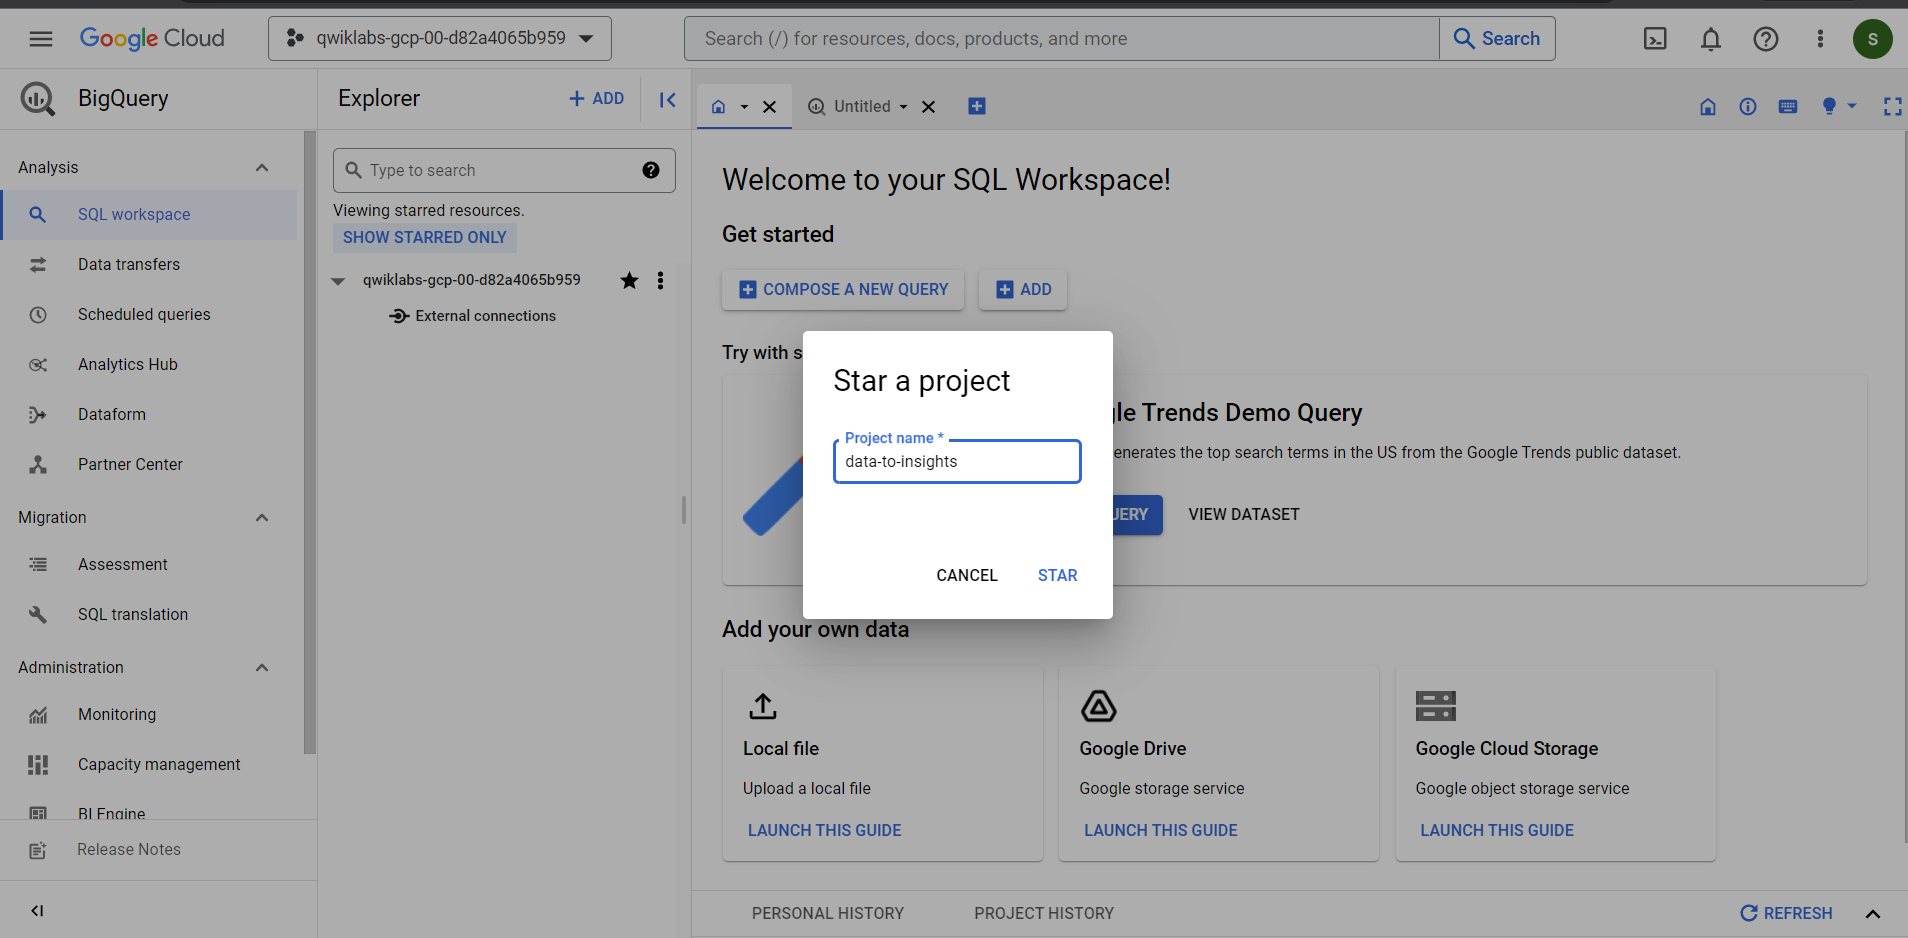 Google Cloud
qwiklabs-gcp-00-d82a4065b959
Search (/) for resources, docs, products, and more
Search
S
BigQuery
Analysis
SQL workspace
Data transfers
Scheduled queries
Analytics Hub
Dataform
Partner Center
Migration
Assessment
SQL translation
Administration
Monitoring
Capacity management
BI Engine
Release Notes
Explorer
ADD
Type to search
Viewing starred resources.
SHOW STARRED ONLY
qwiklabs-gcp-00-d82a4065b959
External connections
Untitled
Welcome to your SQL Workspace!
Get started
COMPOSE A NEW QUERY
ADD
Try with s
Star a project
Project name *
data-to-insights
CANCEL
STAR
gle Trends Demo Query
enerates the top search terms in the US from the Google Trends public dataset.
UERY
VIEW DATASET
Add your own data
Local file
Upload a local file
LAUNCH THIS GUIDE
Google Drive
Google storage service
LAUNCH THIS GUIDE
Google Cloud Storage
Google object storage service
LAUNCH THIS GUIDE
PERSONAL HISTORY
PROJECT HISTORY
REFRESH